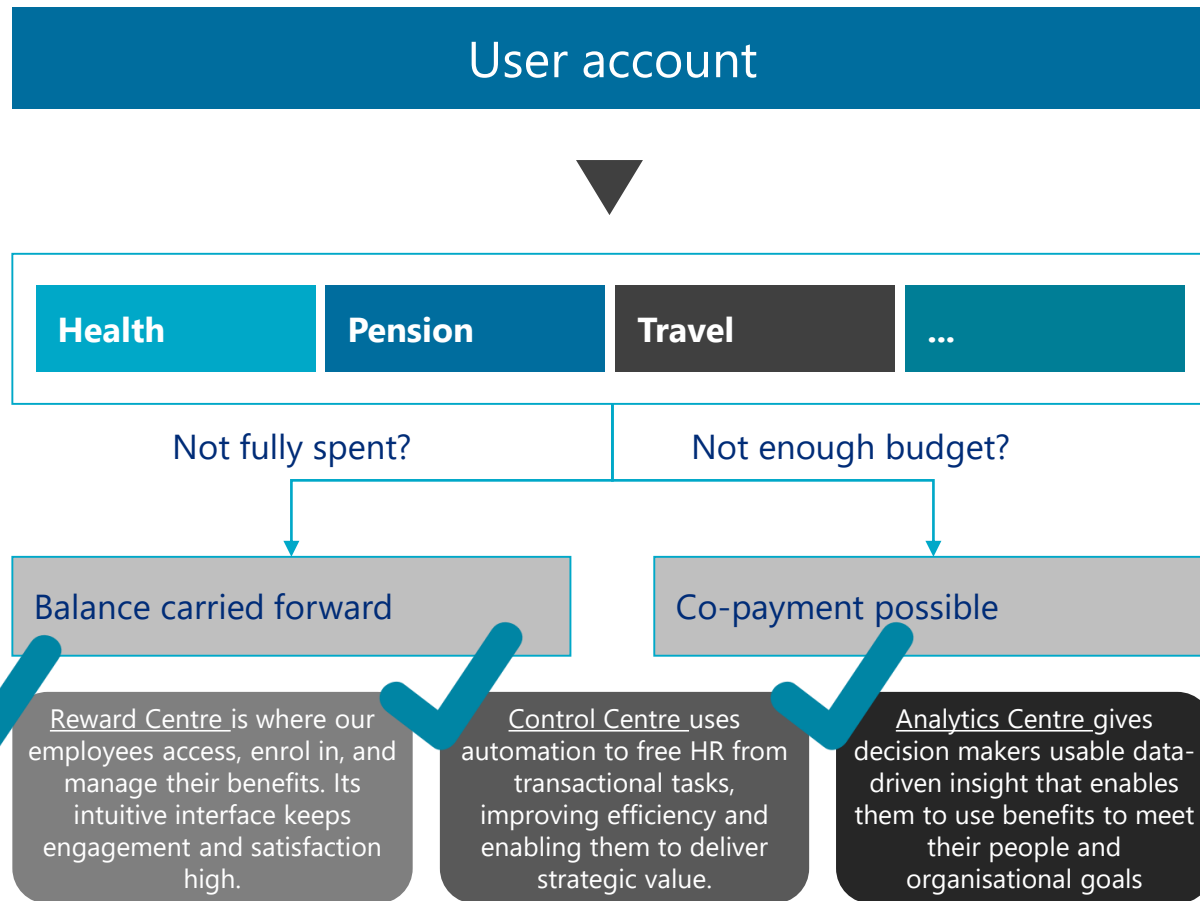 User account
Health
Pension
Travel
...
Not fully spent?
Not enough budget?
Balance carried forward
Co-payment possible
Reward Centre is where our
employees access, enrol in, and
manage their benefits. Its
intuitive interface keeps
engagement and satisfaction
high.
Control Centre uses
automation to free HR from
transactional tasks,
improving efficiency and
enabling them to deliver
strategic value.
Analytics Centre gives
decision makers usable data-
driven insight that enables
them to use benefits to meet
their people and
organisational goals